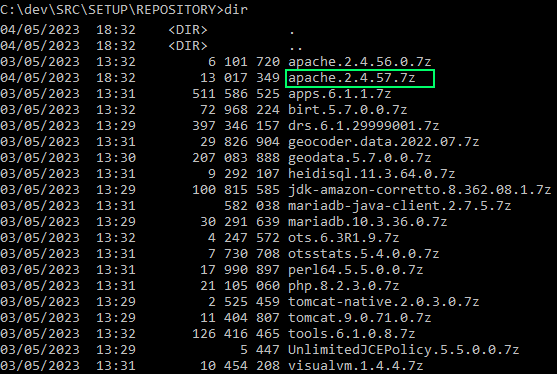 C:\dev\SRC\SETUP\REPOSITORY>dir
04/05/2023  18:32    <DIR>          .
04/05/2023  18:32    <DIR>          ..
03/05/2023  13:32         6 101 720 apache.2.4.56.0.7z
04/05/2023  18:32        13 017 349 apache.2.4.57.7z
03/05/2023  13:31       511 586 525 apps.6.1.1.7z
03/05/2023  13:32        72 968 224 birt.5.7.0.0.7z
03/05/2023  13:29       397 346 157 drs.6.1.29999001.7z
03/05/2023  13:31        29 826 904 geocoder.data.2022.07.7z
03/05/2023  13:30       207 083 888 geodata.5.7.0.0.7z
03/05/2023  13:31         9 292 107 heidisql.11.3.64.0.7z
03/05/2023  13:29       100 815 585 jdk-amazon-corretto.8.362.08.1.7z
03/05/2023  13:31           582 038 mariadb-java-client.2.7.5.7z
03/05/2023  13:29        30 291 639 mariadb.10.3.36.0.7z
03/05/2023  13:32         4 247 572 ots.6.3R1.9.7z
03/05/2023  13:31         7 730 708 otsstats.5.4.0.0.7z
03/05/2023  13:31        17 990 897 perl64.5.5.0.0.7z
03/05/2023  13:31        21 105 060 php.8.2.3.0.7z
03/05/2023  13:29         2 525 459 tomcat-native.2.0.3.0.7z
03/05/2023  13:29        11 404 807 tomcat.9.0.71.0.7z
03/05/2023  13:32       126 416 465 tools.6.1.0.8.7z
03/05/2023  13:29             5 447 UnlimitedJCEPolicy.5.5.0.0.7z
03/05/2023  13:31        10 454 208 visualvm.1.4.4.7z